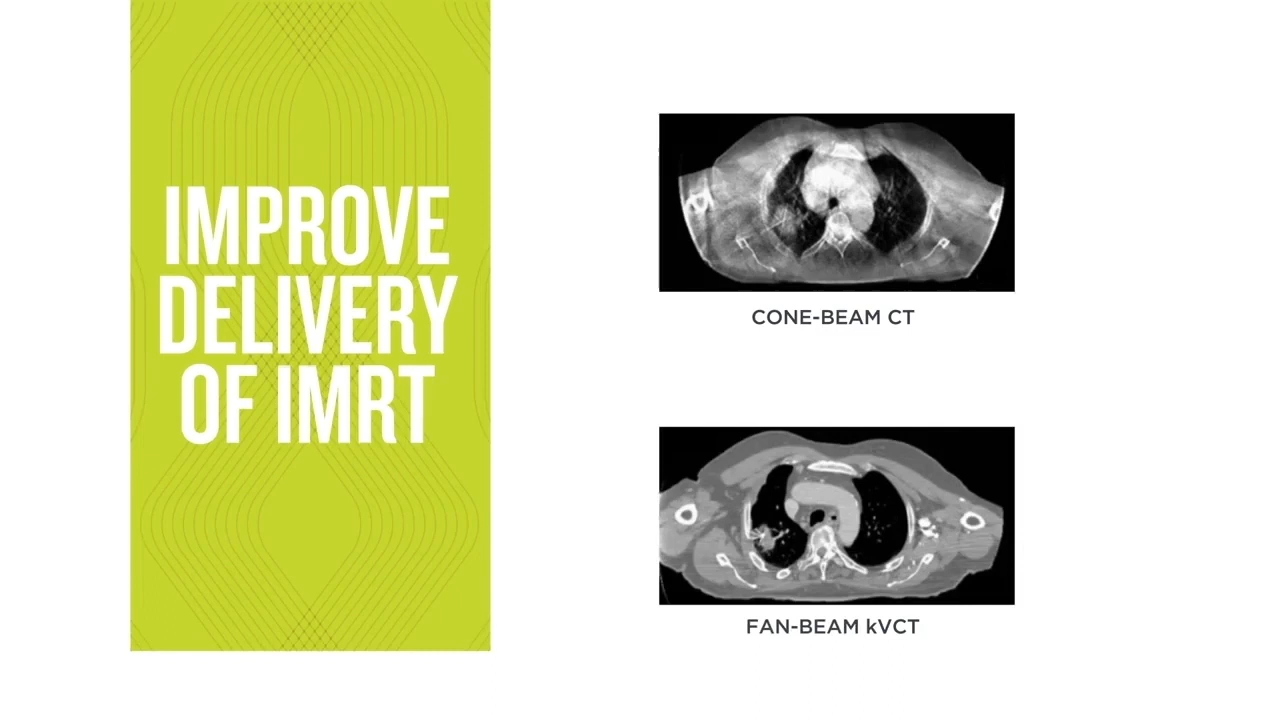 IMPROVE
DELIVERY
OF IMRT
CONE-BEAM CT
FAN-BEAM kVCT